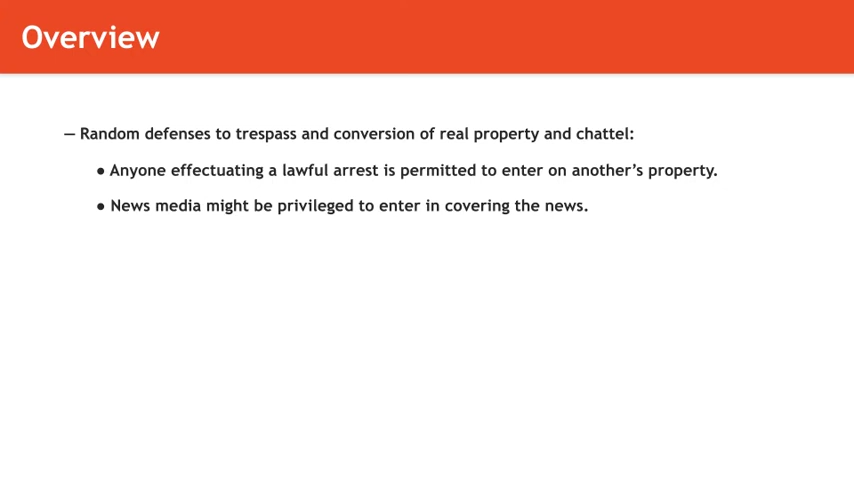 Overview
— Random defenses to trespass and conversion of real property and chattel:
● Anyone effectuating a lawful arrest is permitted to enter on another’s property.
● News media might be privileged to enter in covering the news.